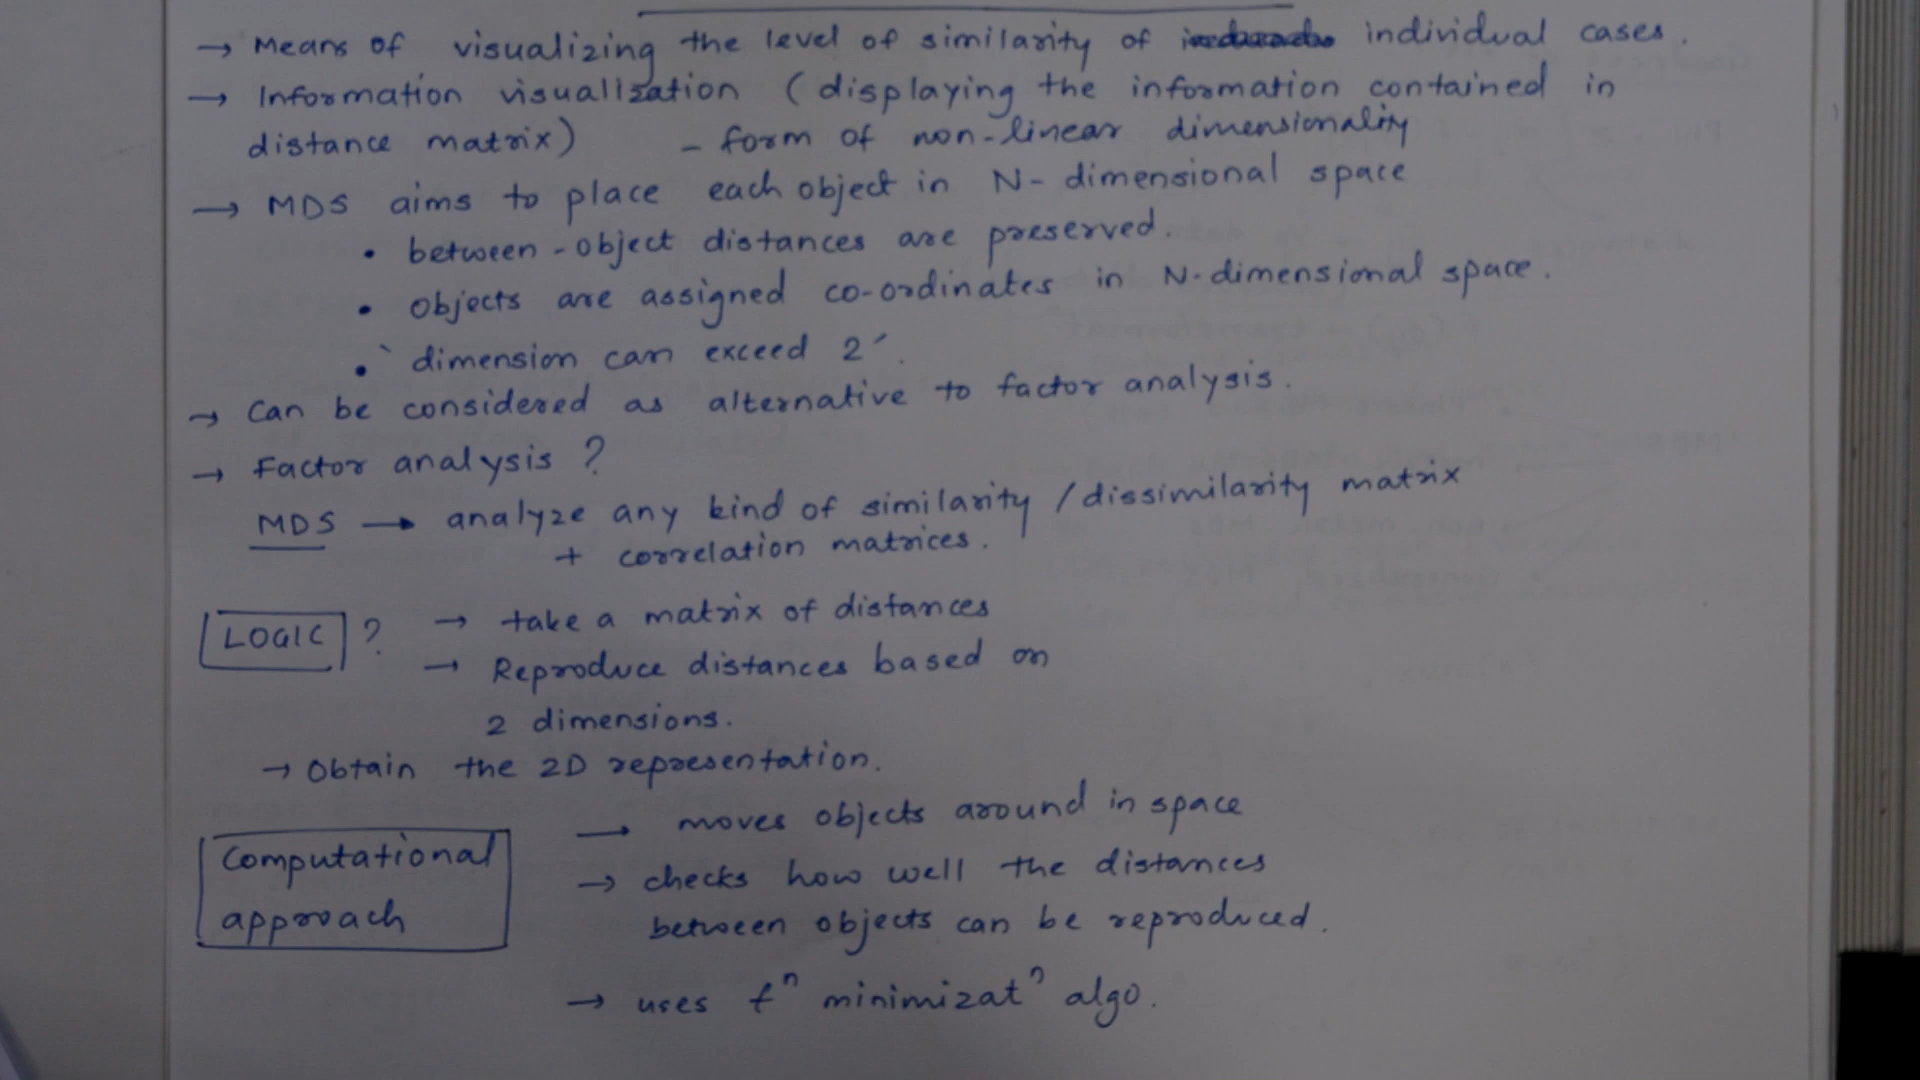 → Means of visualizing the level of similarity of individual cases.
→ Information visualization (displaying the information contained in
distance matrix) - form of non-linear dimensionality
→ MDS aims to place each object in N-dimensional space
• between-object distances are preserved.
• objects are assigned co-ordinates in N-dimensional space.
• `dimension can exceed 2´.
→ Can be considered as alternative to factor analysis.
→ Factor analysis ?
MDS → analyze any kind of similarity / dissimilarity matrix
+ correlation matrices.
LOGIC ? → take a matrix of distances
→ Reproduce distances based on
2 dimensions.
→ Obtain the 2D representation.
Computational approach
→ moves objects around in space
→ checks how well the distances
between objects can be reproduced.
→ uses fⁿ minimizatⁿ algo.